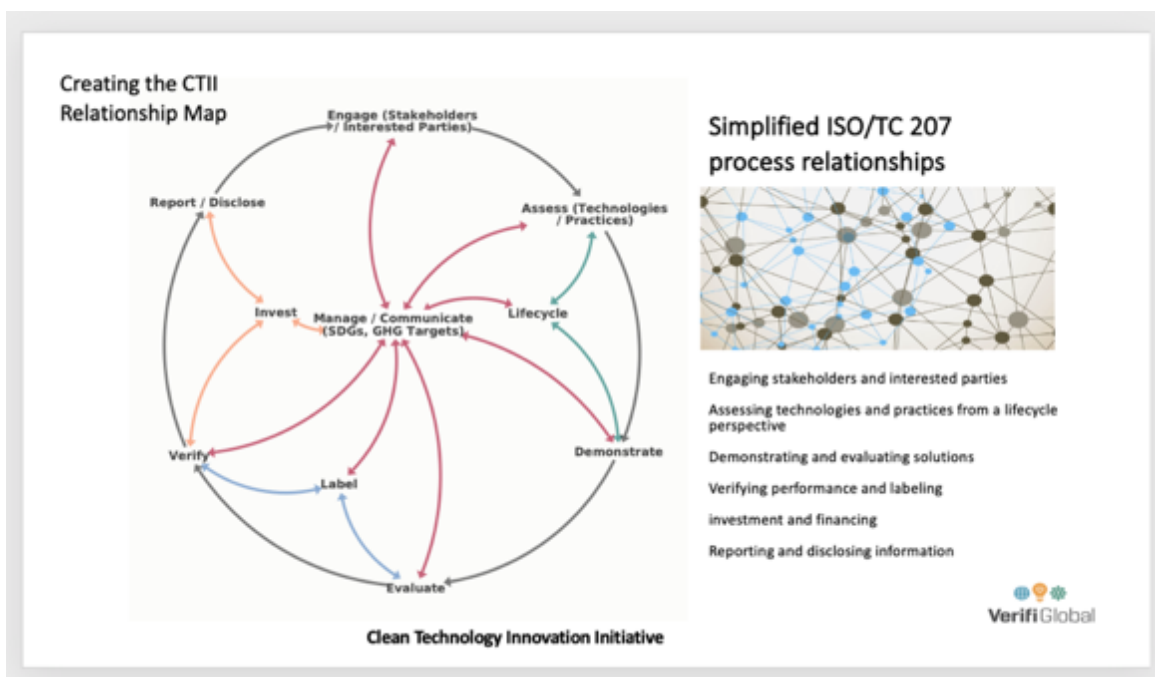 Creating the CTII
Relationship Map
Engage (Stakeholders
/ Interested Parties)
Report / Disclose
Assess (Technologies
/ Practices)
Invest
Manage / Communicate
(SDGs, GHG Targets)
Lifecycle
Verify
Demonstrate
Label
Evaluate
Clean Technology Innovation Initiative
Simplified ISO/TC 207
process relationships
Engaging stakeholders and interested parties
Assessing technologies and practices from a lifecycle
perspective
Demonstrating and evaluating solutions
Verifying performance and labeling
investment and financing
Reporting and disclosing information
VerifiGlobal